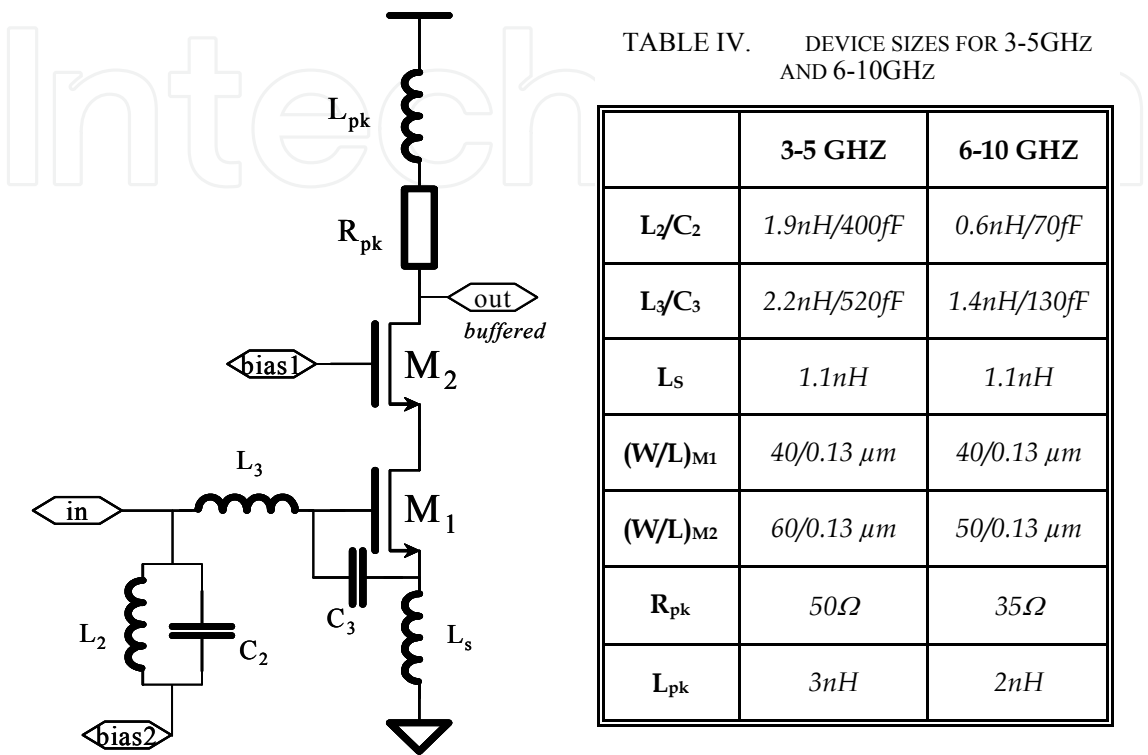 Intech
L_pk
R_pk
out
buffered
bias1
M_2
L_3
in
M_1
C_3
L_2
C_2
L_s
bias2
TABLE IV. DEVICE SIZES FOR 3-5GHZ
AND 6-10GHZ
3-5 GHZ 6-10 GHZ
L2/C2 1.9nH/400fF 0.6nH/70fF
L3/C3 2.2nH/520fF 1.4nH/130fF
LS 1.1nH 1.1nH
(W/L)M1 40/0.13 µm 40/0.13 µm
(W/L)M2 60/0.13 µm 50/0.13 µm
Rpk 50Ω 35Ω
Lpk 3nH 2nH